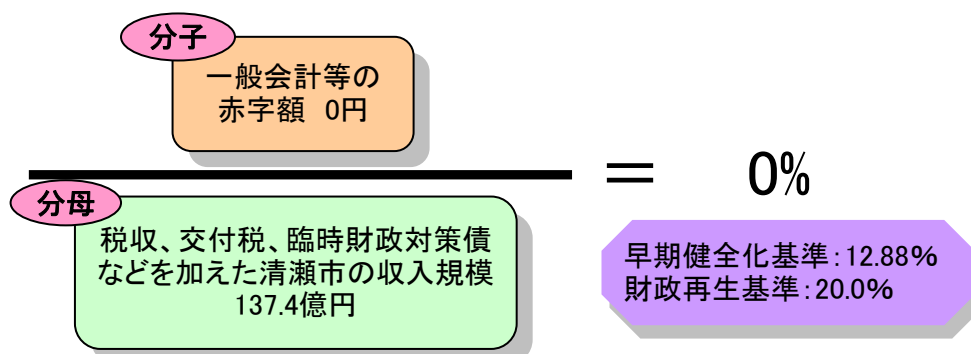 分子
一般会計等の
赤字額 0円
分母
税収、交付税、臨時財政対策債
などを加えた清瀬市の収入規模
137.4億円
＝ 0%
早期健全化基準：12.88%
財政再生基準：20.0%